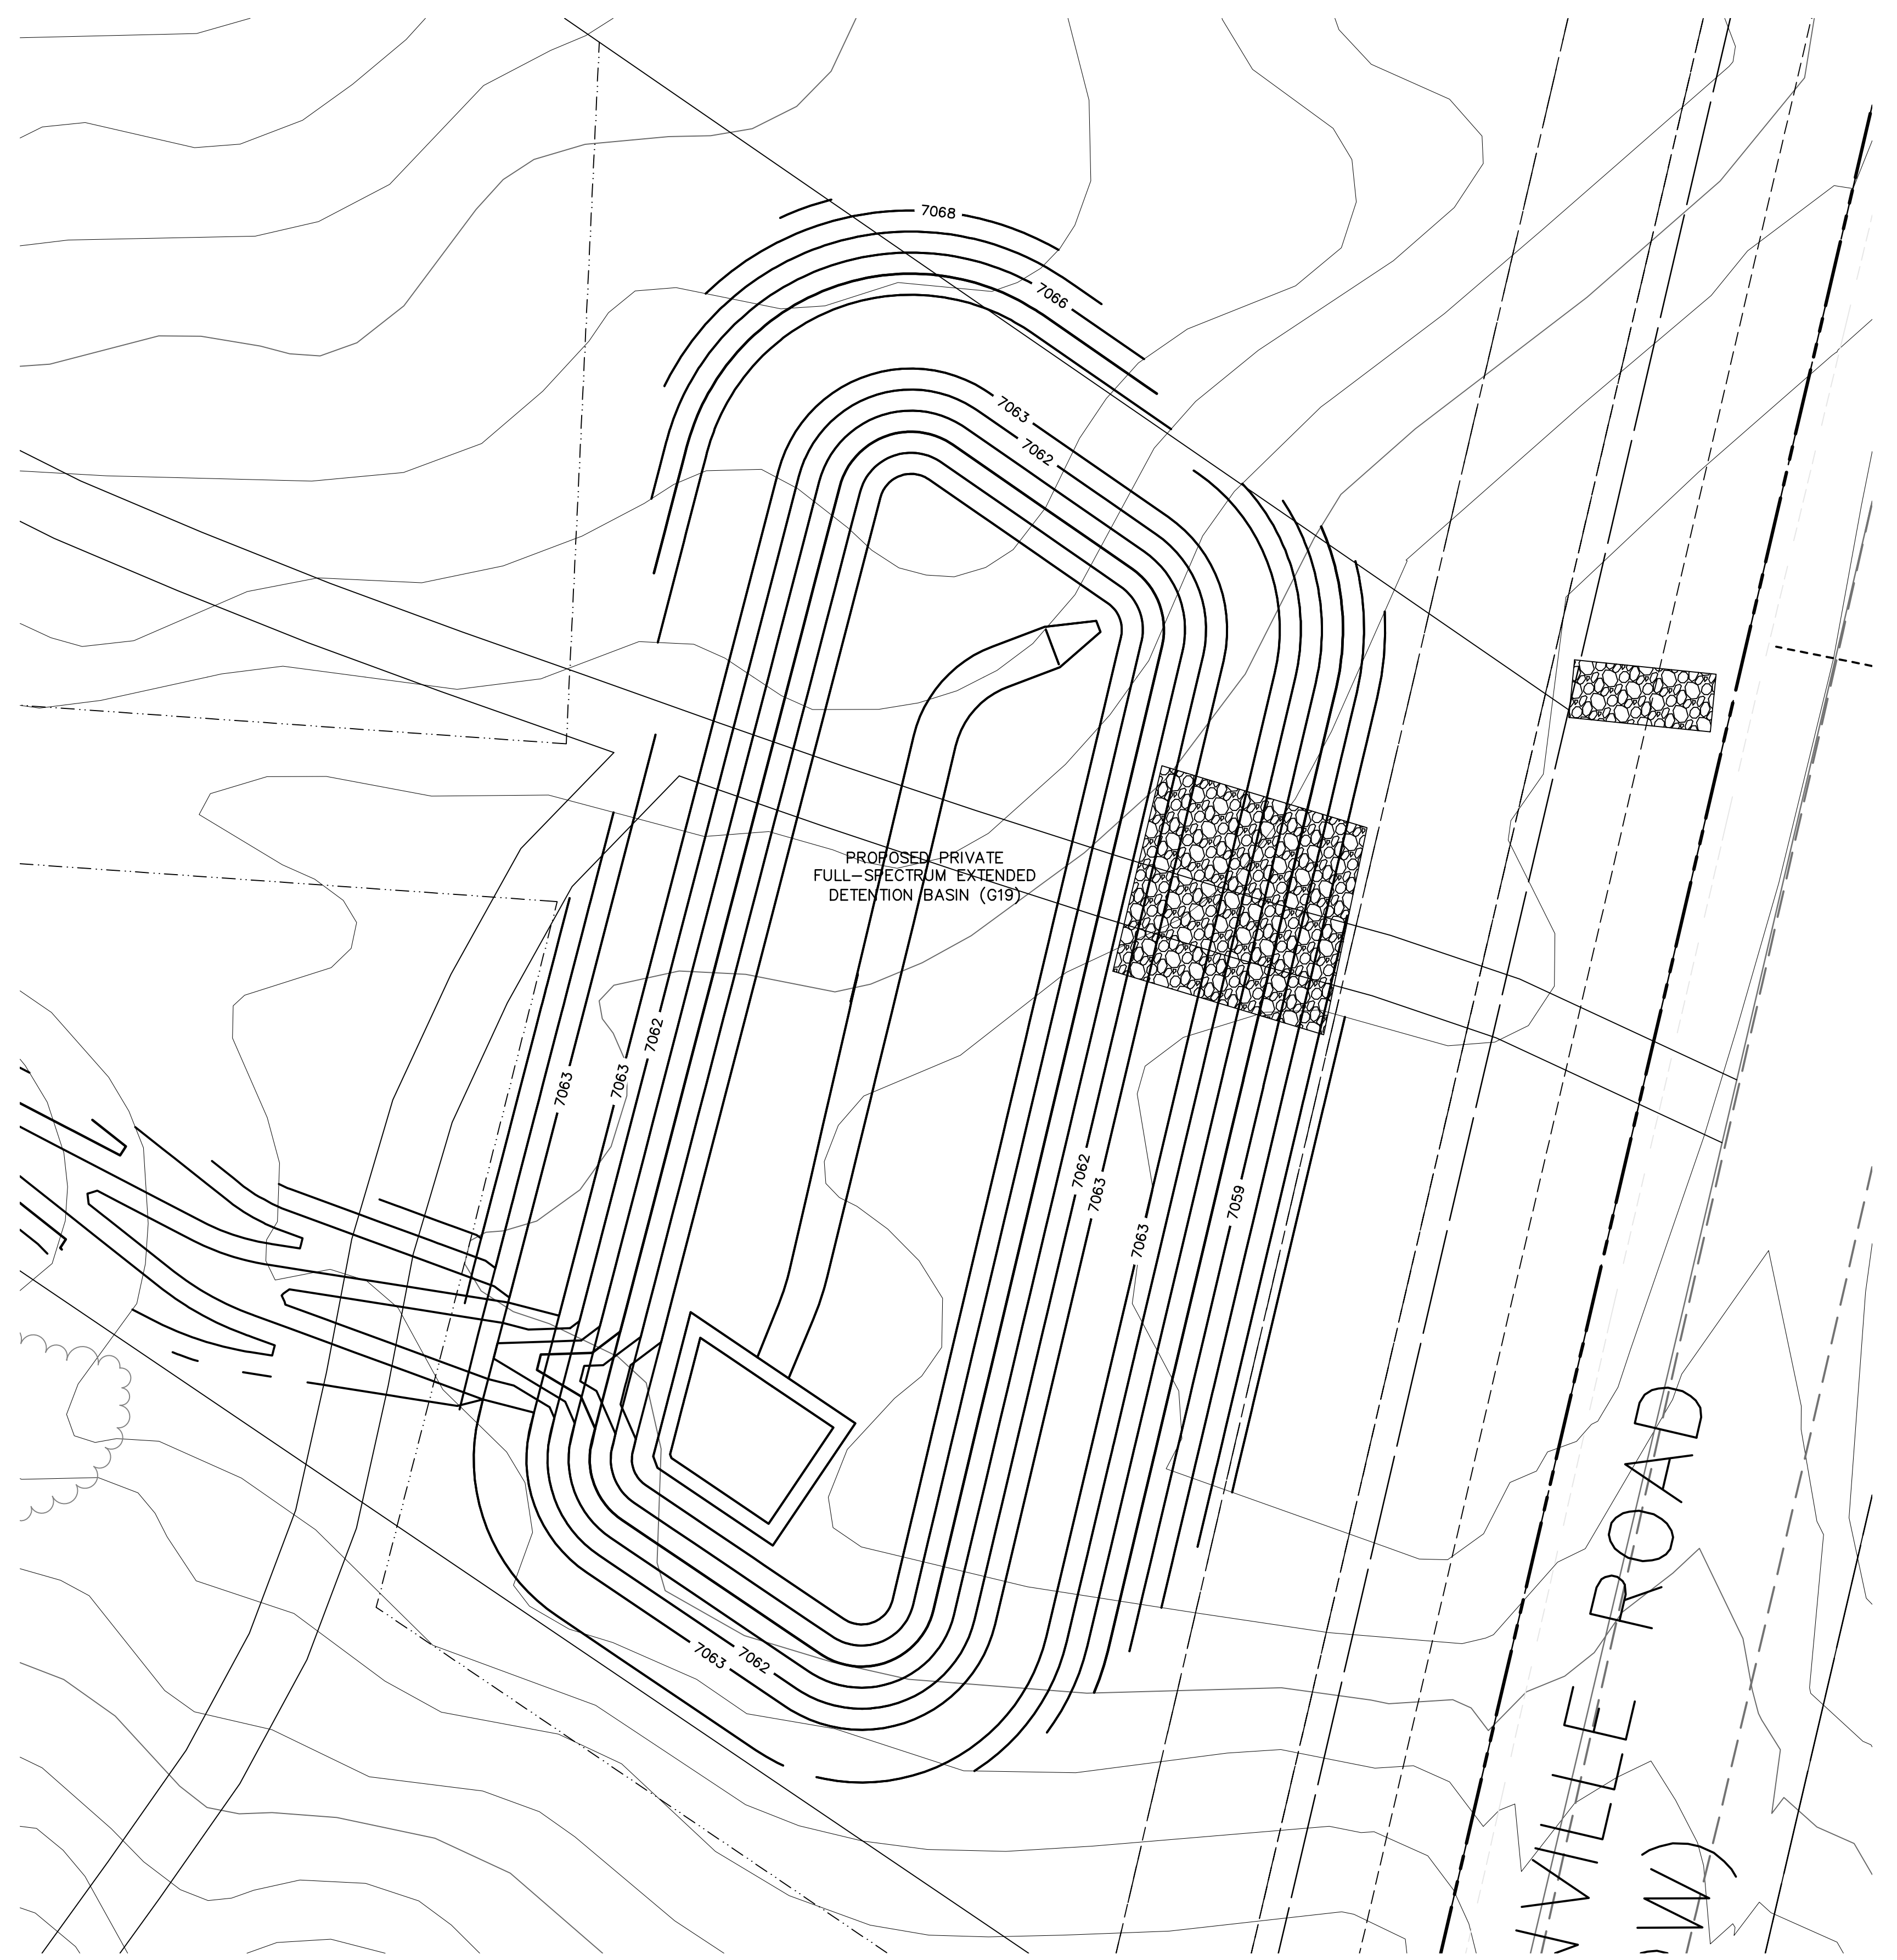 7068
7066
7063
7062
PROPOSED PRIVATE
FULL-SPECTRUM EXTENDED
DETENTION BASIN (G19)
7062
7063
7063
7062
7063
7059
7063
7063
7062
ROAD
VILLE